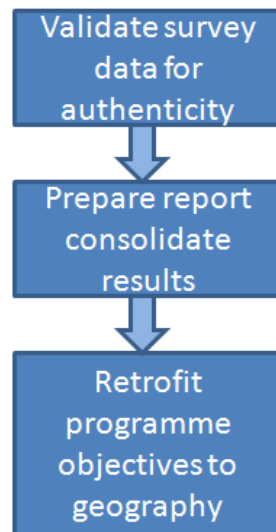 Validate survey
data for
authenticity
Prepare report
consolidate
results
Retrofit
programme
objectives to
geography